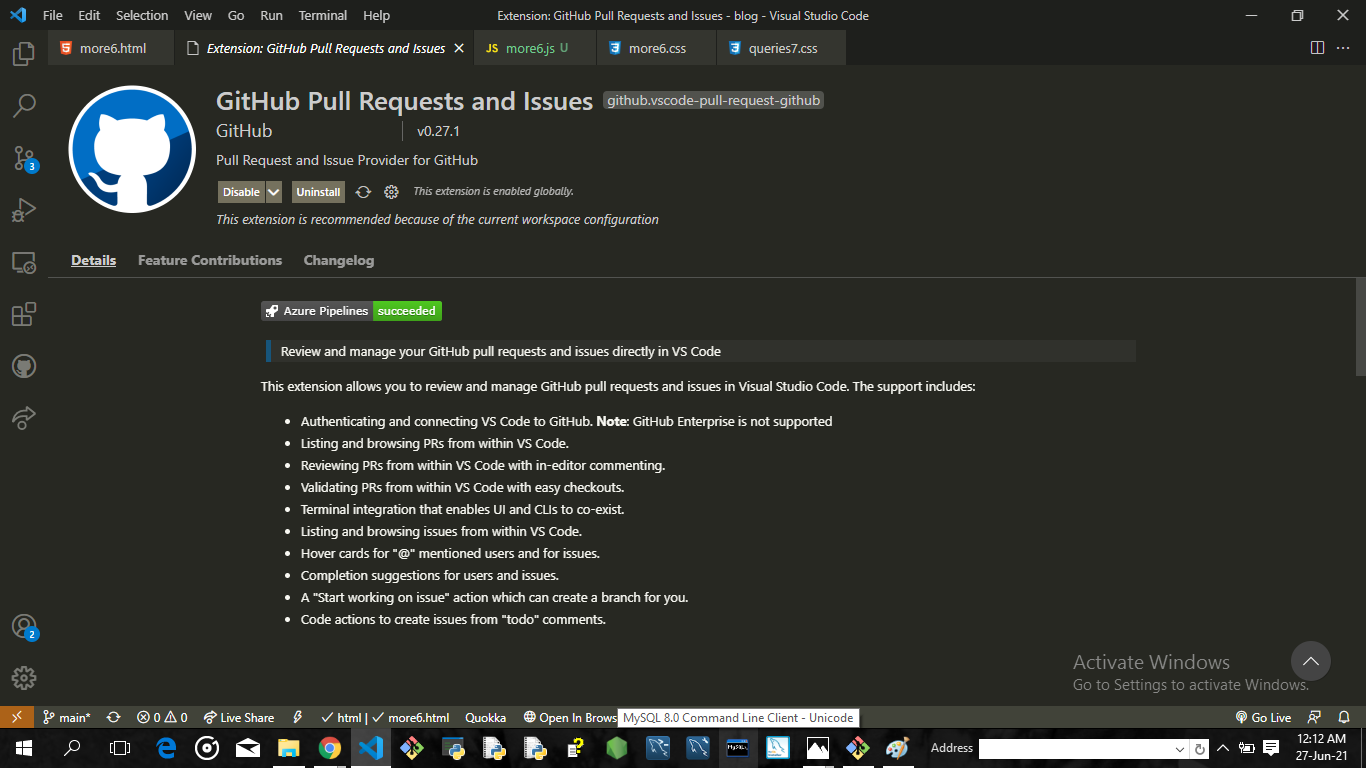 File Edit Selection View Go Run Terminal Help Extension: GitHub Pull Requests and Issues - blog - Visual Studio Code
more6.html Extension: GitHub Pull Requests and Issues JS more6.js U more6.css queries7.css
GitHub Pull Requests and Issues github.vscode-pull-request-github
GitHub v0.27.1
Pull Request and Issue Provider for GitHub
Disable Uninstall This extension is enabled globally.
This extension is recommended because of the current workspace configuration
3
Details Feature Contributions Changelog
Azure Pipelines succeeded
Review and manage your GitHub pull requests and issues directly in VS Code
This extension allows you to review and manage GitHub pull requests and issues in Visual Studio Code. The support includes:
• Authenticating and connecting VS Code to GitHub. Note: GitHub Enterprise is not supported
• Listing and browsing PRs from within VS Code.
• Reviewing PRs from within VS Code with in-editor commenting.
• Validating PRs from within VS Code with easy checkouts.
• Terminal integration that enables UI and CLIs to co-exist.
• Listing and browsing issues from within VS Code.
• Hover cards for "@" mentioned users and for issues.
• Completion suggestions for users and issues.
• A "Start working on issue" action which can create a branch for you.
• Code actions to create issues from "todo" comments.
2
Activate Windows
Go to Settings to activate Windows.
main* 0 0 Live Share html | more6.html Quokka Open In Brows MySQL 8.0 Command Line Client - Unicode Go Live
Address 12:12 AM
27-Jun-21